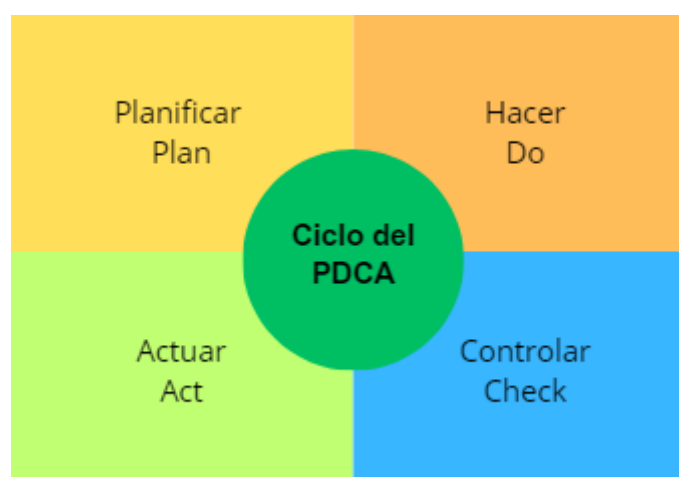 Planificar
Plan
Hacer
Do
Ciclo del
PDCA
Actuar
Act
Controlar
Check